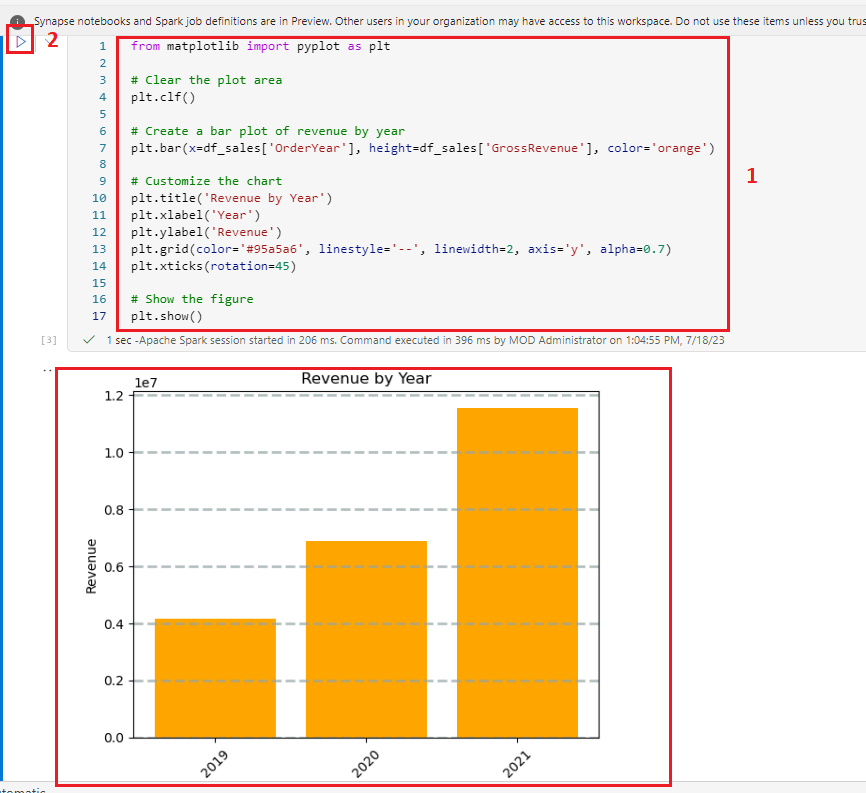 Synapse notebooks and Spark job definitions are in Preview. Other users in your organization may have access to this workspace. Do not use these items unless you trus
2
1 from matplotlib import pyplot as plt
2
3 # Clear the plot area
4 plt.clf()
5
6 # Create a bar plot of revenue by year
7 plt.bar(x=df_sales['OrderYear'], height=df_sales['GrossRevenue'], color='orange')
8
9 # Customize the chart
10 plt.title('Revenue by Year')
11 plt.xlabel('Year')
12 plt.ylabel('Revenue')
13 plt.grid(color='#95a5a6', linestyle='--', linewidth=2, axis='y', alpha=0.7)
14 plt.xticks(rotation=45)
15
16 # Show the figure
17 plt.show()
1
[3] 1 sec -Apache Spark session started in 206 ms. Command executed in 396 ms by MOD Administrator on 1:04:55 PM, 7/18/23
Revenue by Year
1e7
1.2
1.0
0.8
0.6
0.4
0.2
0.0
Revenue
2019 2020 2021